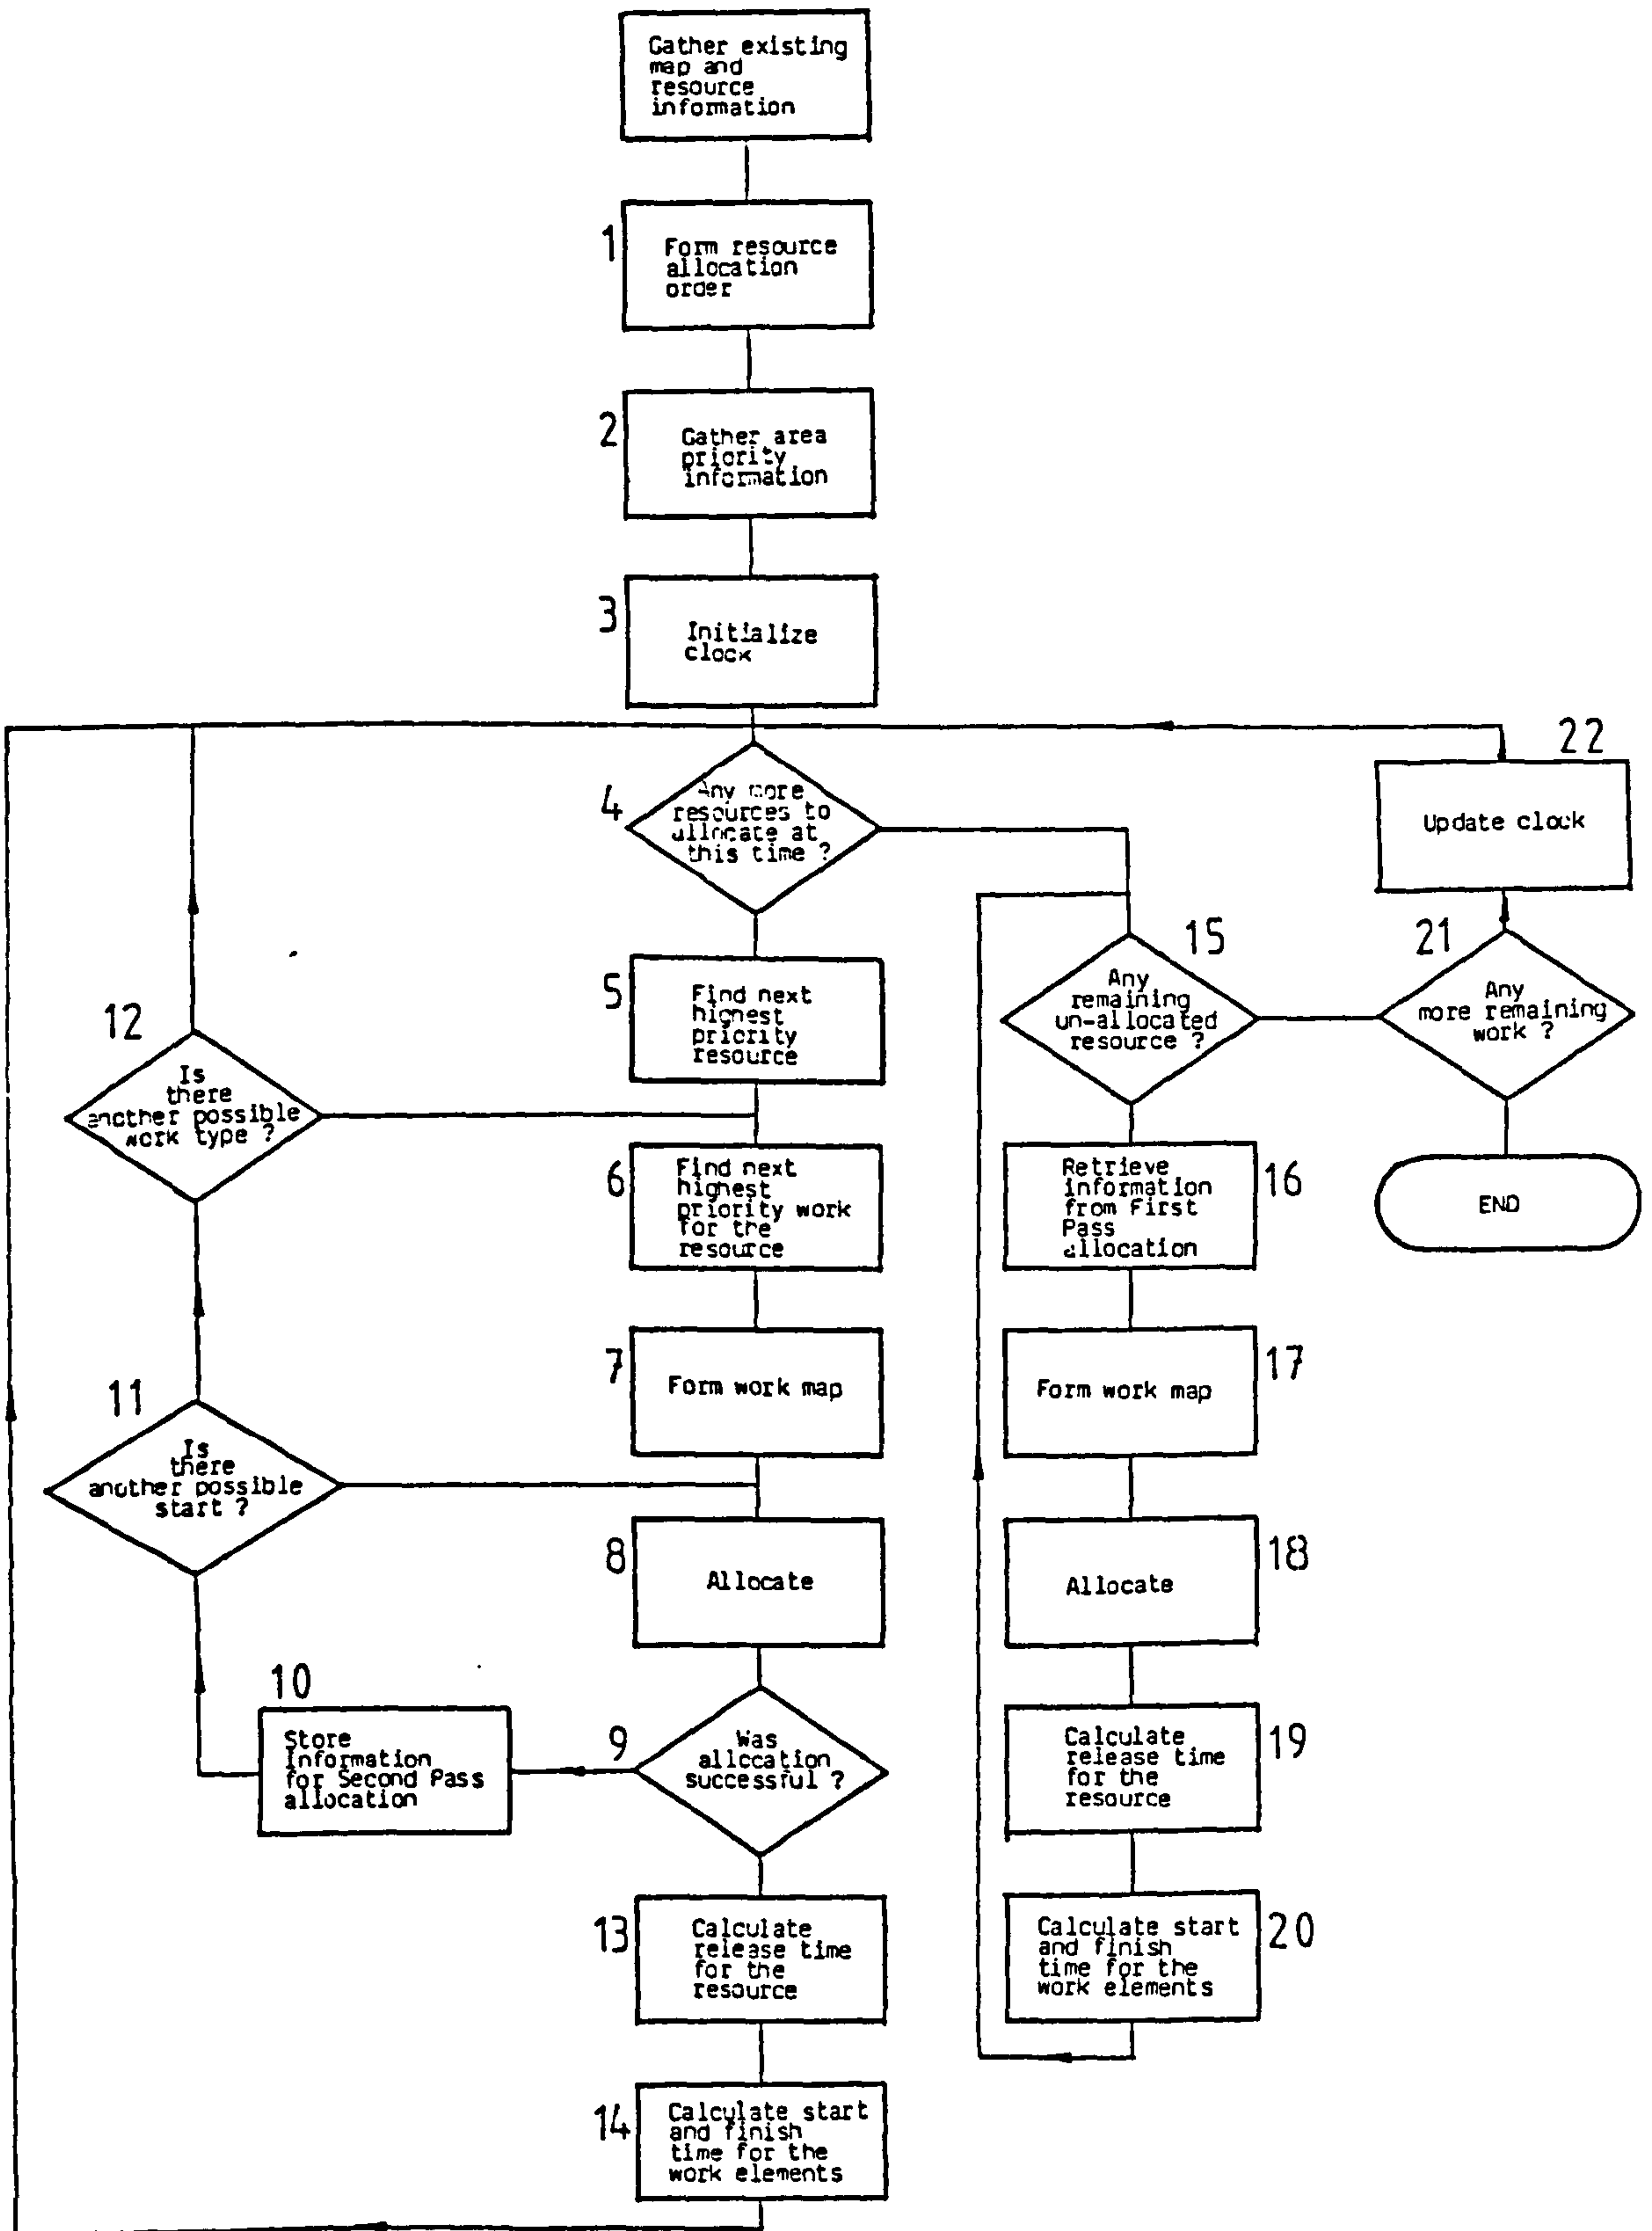 Gather existing
map and
resource
information
1
Form resource
allocation
order
2
Gather area
priority
information
3
Initialize
clock
4
Any more
resources to
allocate at
this time ?
5
Find next
highest
priority
resource
6
Find next
highest
priority work
for the
resource
7
Form work map
8
Allocate
9
Was
allocation
successful ?
10
Store
Information
for Second Pass
allocation
11
Is
there
another possible
start ?
12
Is
there
another possible
work type ?
13
Calculate
release time
for the
resource
14
Calculate start
and finish
time for the
work elements
15
Any
remaining
un-allocated
resource ?
16
Retrieve
information
from First
Pass
allocation
17
Form work map
18
Allocate
19
Calculate
release time
for the
resource
20
Calculate start
and finish
time for the
work elements
21
Any
more remaining
work ?
22
Update clock
END